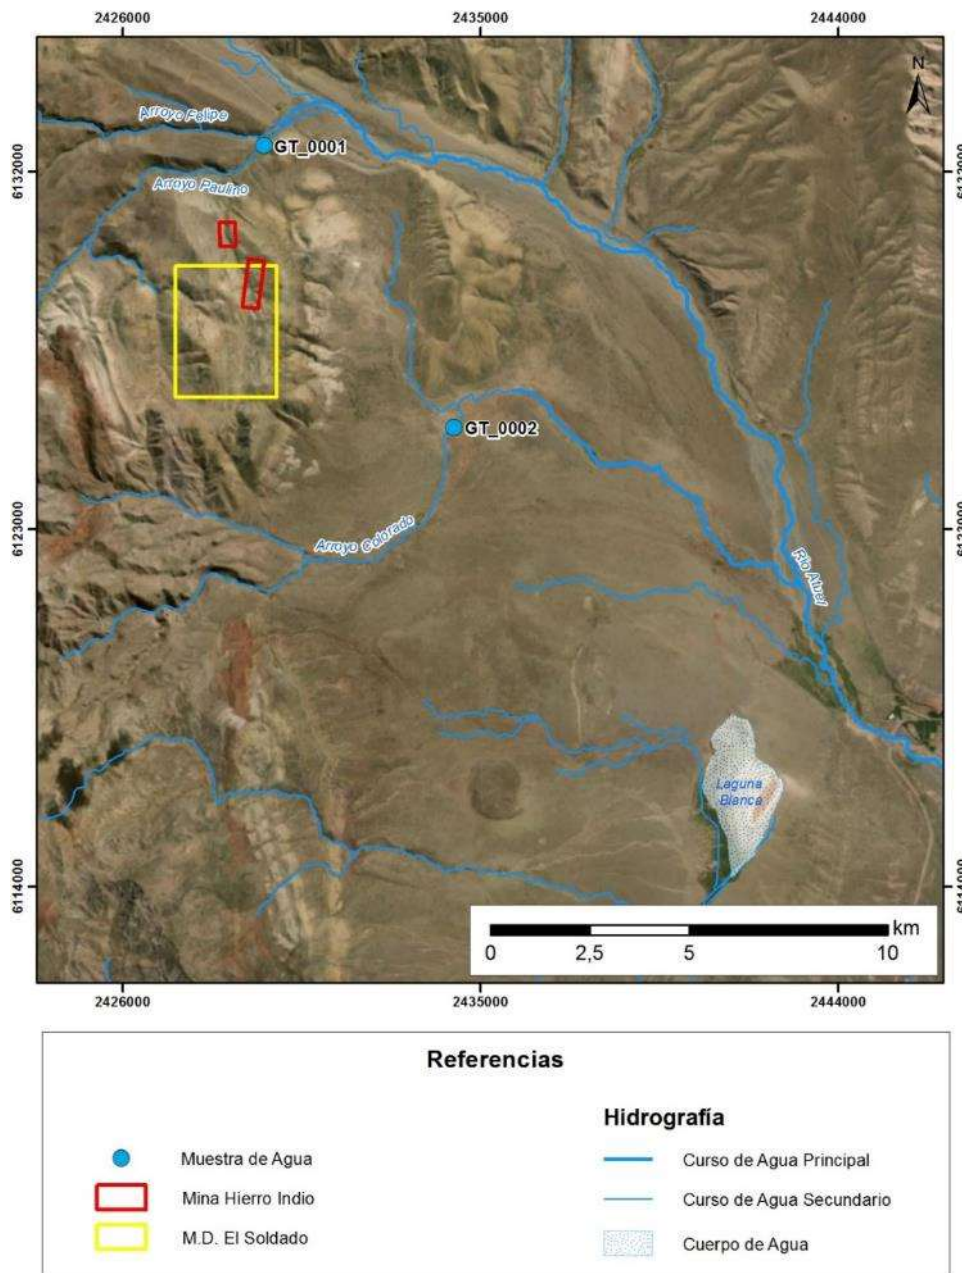 2426000
2435000
2444000
N
Arroyo Felipe
GT_0001
6132000
6132000
Arroyo Paulino
GT_0002
6123000
6123000
Arroyo Colorado
Río Atuel
Laguna
Blanca
6114000
6114000
km
0
2,5
5
10
2426000
2435000
2444000
Referencias
Hidrografía
Muestra de Agua
Curso de Agua Principal
Mina Hierro Indio
Curso de Agua Secundario
M.D. El Soldado
Cuerpo de Agua